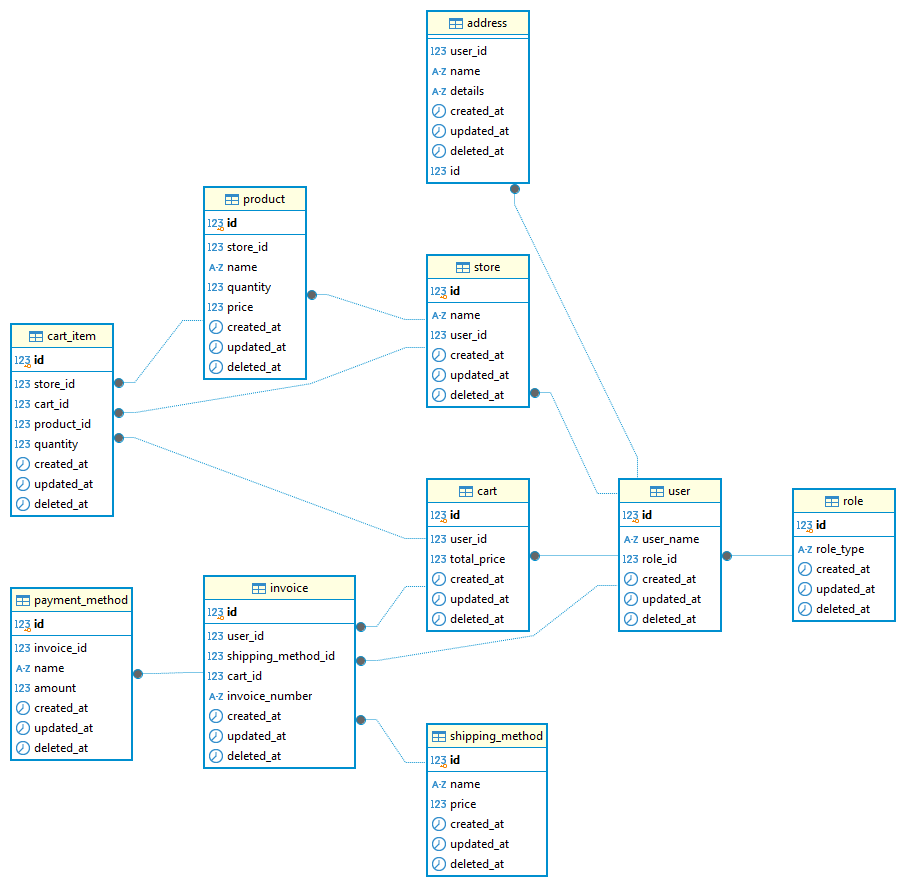 address
123 user_id
A-Z name
A-Z details
created_at
updated_at
deleted_at
123 id
product
123 id
123 store_id
A-Z name
123 quantity
123 price
created_at
updated_at
deleted_at
store
123 id
A-Z name
123 user_id
created_at
updated_at
deleted_at
cart_item
123 id
123 store_id
123 cart_id
123 product_id
123 quantity
created_at
updated_at
deleted_at
cart
123 id
123 user_id
123 total_price
created_at
updated_at
deleted_at
user
123 id
A-Z user_name
123 role_id
created_at
updated_at
deleted_at
role
123 id
A-Z role_type
created_at
updated_at
deleted_at
payment_method
123 id
123 invoice_id
A-Z name
123 amount
created_at
updated_at
deleted_at
invoice
123 id
123 user_id
123 shipping_method_id
123 cart_id
A-Z invoice_number
created_at
updated_at
deleted_at
shipping_method
123 id
A-Z name
123 price
created_at
updated_at
deleted_at